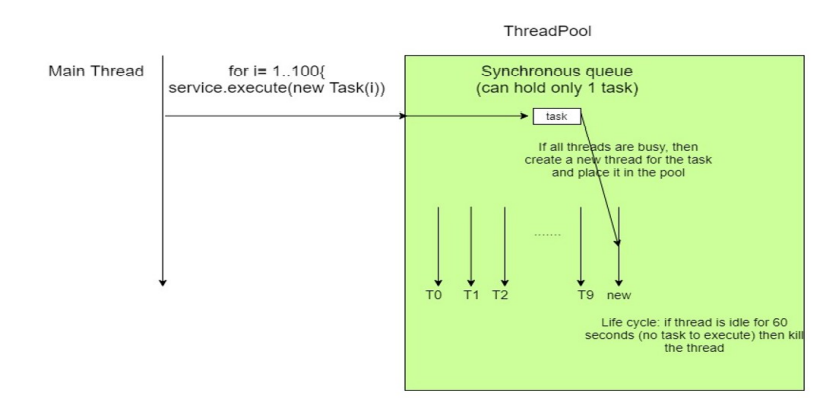 ThreadPool
Main Thread
for i= 1..100{
service.execute(new Task(i))
Synchronous queue
(can hold only 1 task)
task
If all threads are busy, then
create a new thread for the task
and place it in the pool
.......
T0 T1 T2 T9 new
Life cycle: if thread is idle for 60
seconds (no task to execute) then kill
the thread